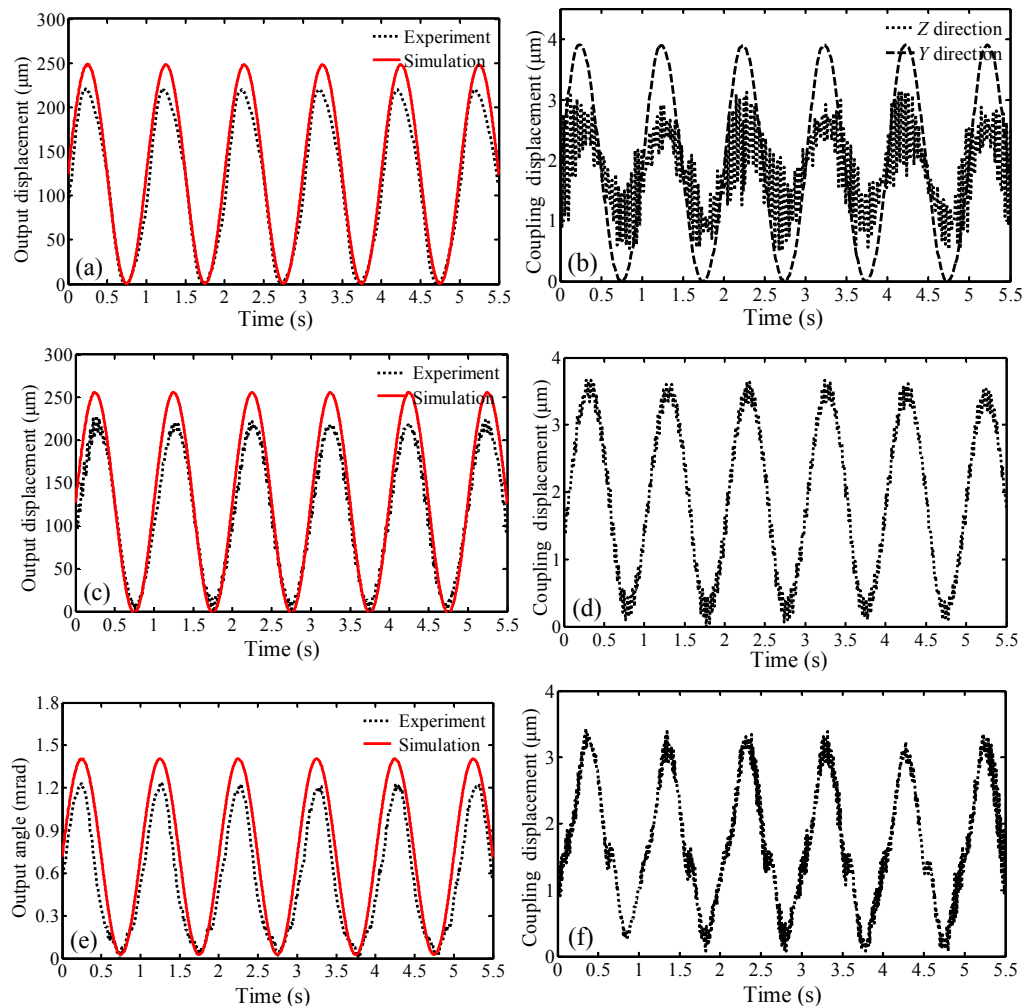 300
250
200
150
100
50
0
Output displacement (μm)
Experiment
Simulation
(a)
0 0.5 1 1.5 2 2.5 3 3.5 4 4.5 5 5.5
Time (s)
4
3
2
1
0
Coupling displacement (μm)
Z direction
Y direction
(b)
0 0.5 1 1.5 2 2.5 3 3.5 4 4.5 5 5.5
Time (s)
300
250
200
150
100
50
0
Output displacement (μm)
Experiment
Simulation
(c)
0 0.5 1 1.5 2 2.5 3 3.5 4 4.5 5 5.5
Time (s)
4
3
2
1
0
Coupling displacement (μm)
(d)
0 0.5 1 1.5 2 2.5 3 3.5 4 4.5 5 5.5
Time (s)
1.8
1.5
1.2
0.9
0.6
0.3
0
Output angle (mrad)
Experiment
Simulation
(e)
0 0.5 1 1.5 2 2.5 3 3.5 4 4.5 5 5.5
Time (s)
4
3
2
1
0
Coupling displacement (μm)
(f)
0 0.5 1 1.5 2 2.5 3 3.5 4 4.5 5 5.5
Time (s)